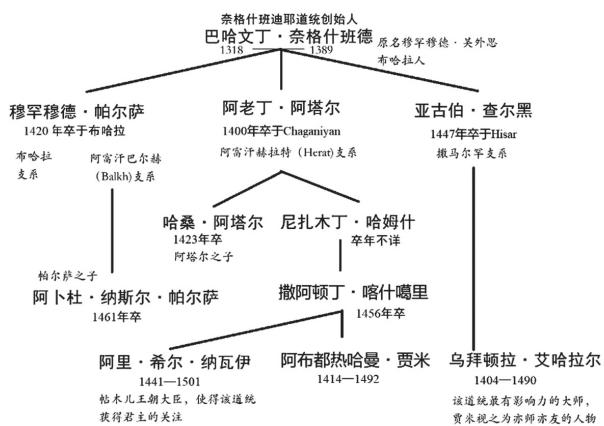 奈格什班迪耶道统创始人
巴哈文丁·奈格什班德
1318 1389
原名穆罕穆德·吴外思
布哈拉人
穆罕穆德·帕尔萨
1420年卒于布哈拉
布哈拉
支系
阿富汗巴尔赫
(Balkh)支系
阿老丁·阿塔尔
1400年卒于Chaganiyan
阿富汗赫拉特(Herat)支系
亚古伯·查尔黑
1447年卒于Hisar
撒马尔罕支系
哈桑·阿塔尔
1423年卒
阿塔尔之子
尼扎木丁·哈姆什
卒年不详
帕尔萨之子
阿卜杜·纳斯尔·帕尔萨
1461年卒
撒阿顿丁·喀什噶里
1456年卒
阿里·希尔·纳瓦伊
1441—1501
帖木儿王朝大臣，使得该道统
获得君主的关注
阿布都热哈曼·贾米
1414—1492
乌拜顿拉·艾哈拉尔
1404—1490
该道统最有影响力的大师，
贾米视之为亦师亦友的人物